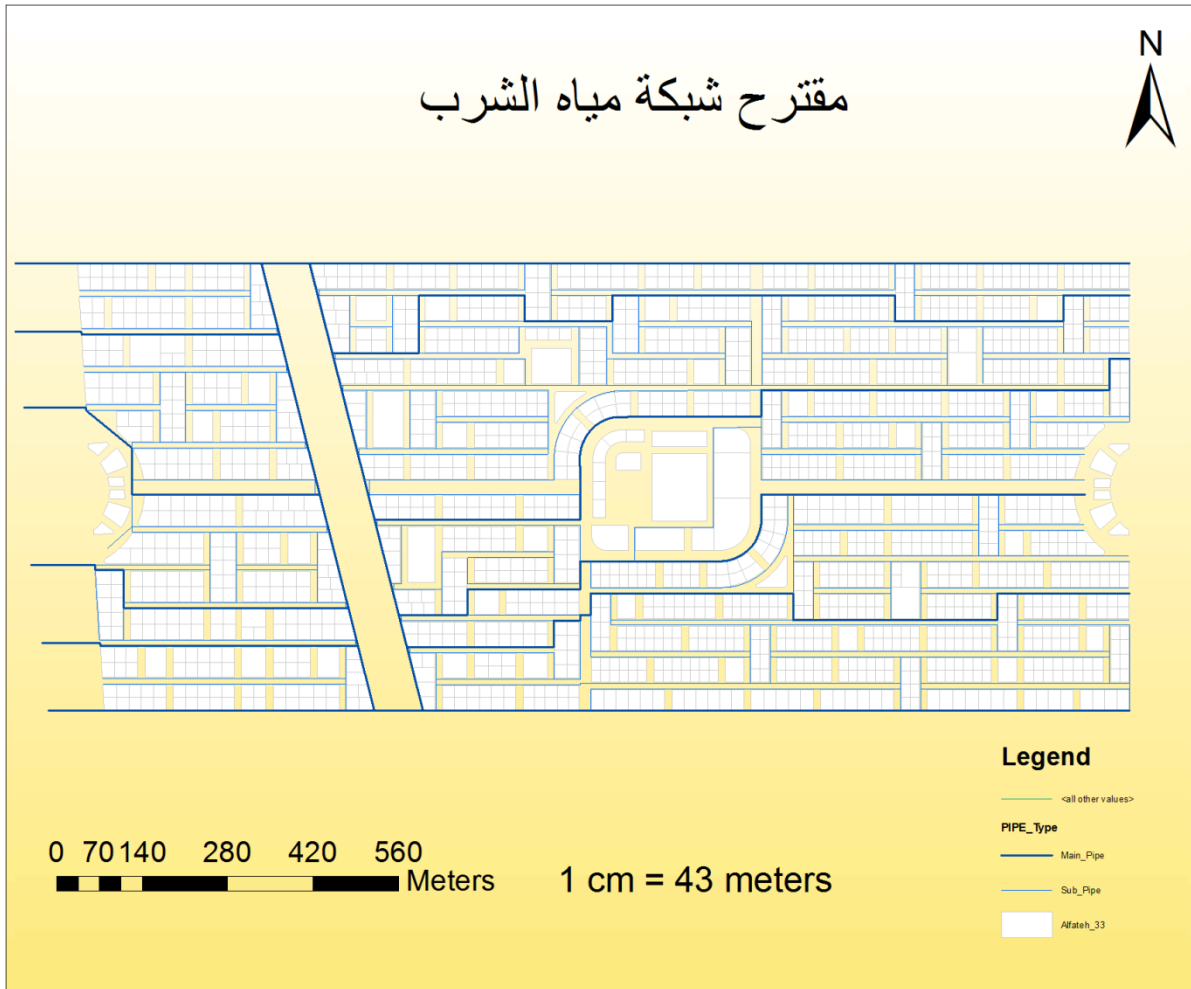 N
مقترح شبكة مياه الشرب
Legend
<all other values>
PIPE_Type
Main_Pipe
Sub_Pipe
Alfateh_33
0 70 140 280 420 560
Meters
1 cm = 43 meters